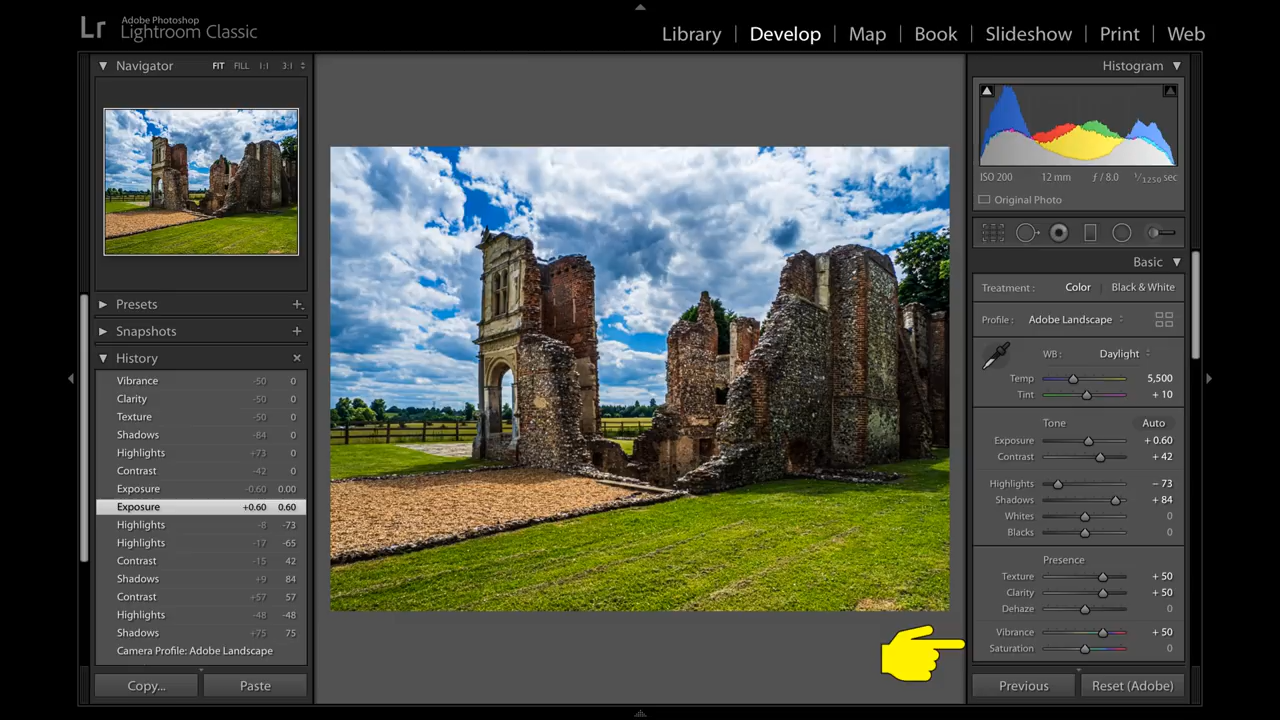 Lr Adobe Photoshop
Lightroom Classic
Library | Develop | Map | Book | Slideshow | Print | Web
Navigator FIT FILL 1:1 3:1
Presets
Snapshots
History
Vibrance -50 0
Clarity -50 0
Texture -50 0
Shadows -84 0
Highlights +73 0
Contrast -42 0
Exposure -0.60 0.00
Exposure +0.60 0.60
Highlights -8 -73
Highlights -17 -65
Contrast -15 42
Shadows +9 84
Contrast +57 57
Highlights -48 -48
Shadows +75 75
Camera Profile: Adobe Landscape
Copy... Paste
Histogram
ISO 200 12 mm ƒ / 8.0 1/1250 sec
Original Photo
Basic
Treatment : Color Black & White
Profile : Adobe Landscape
WB : Daylight
Temp 5,500
Tint + 10
Tone Auto
Exposure + 0.60
Contrast + 42
Highlights − 73
Shadows + 84
Whites 0
Blacks 0
Presence
Texture + 50
Clarity + 50
Dehaze 0
Vibrance + 50
Saturation 0
Previous Reset (Adobe)